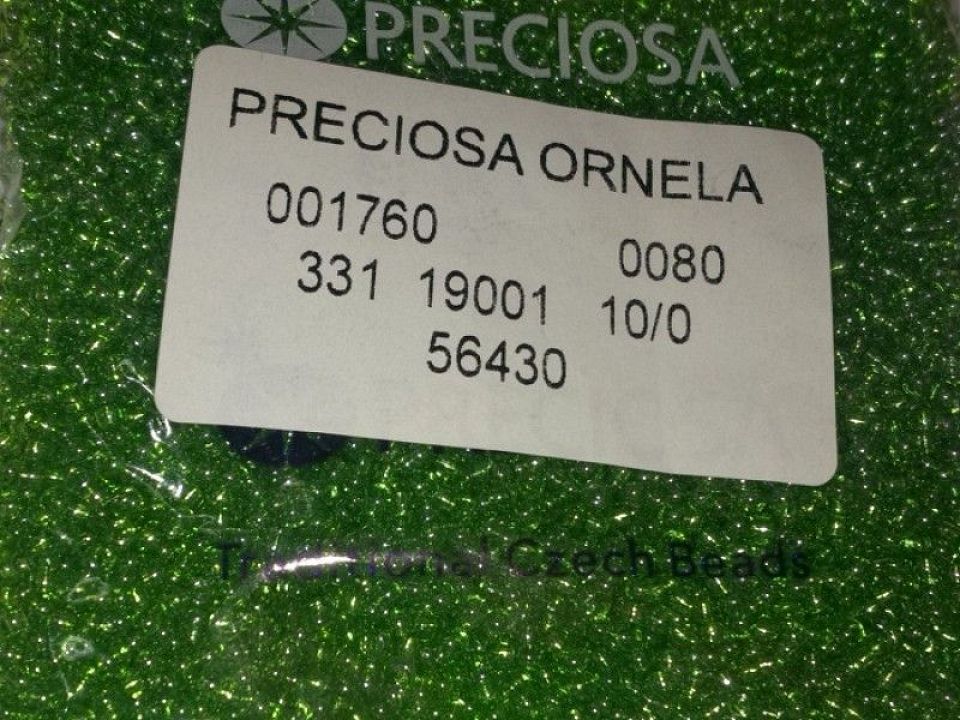 PRECIOSA
PRECIOSA ORNELA
001760 0080
331 19001 10/0
56430
Traditional Czech Beads